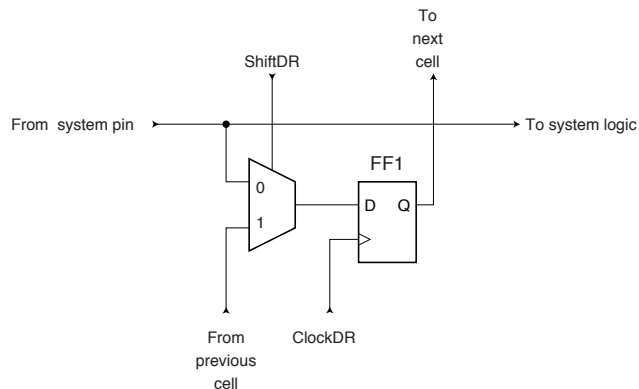 To
next
cell
ShiftDR
From system pin
To system logic
FF1
0
D Q
1
From
previous
cell
ClockDR